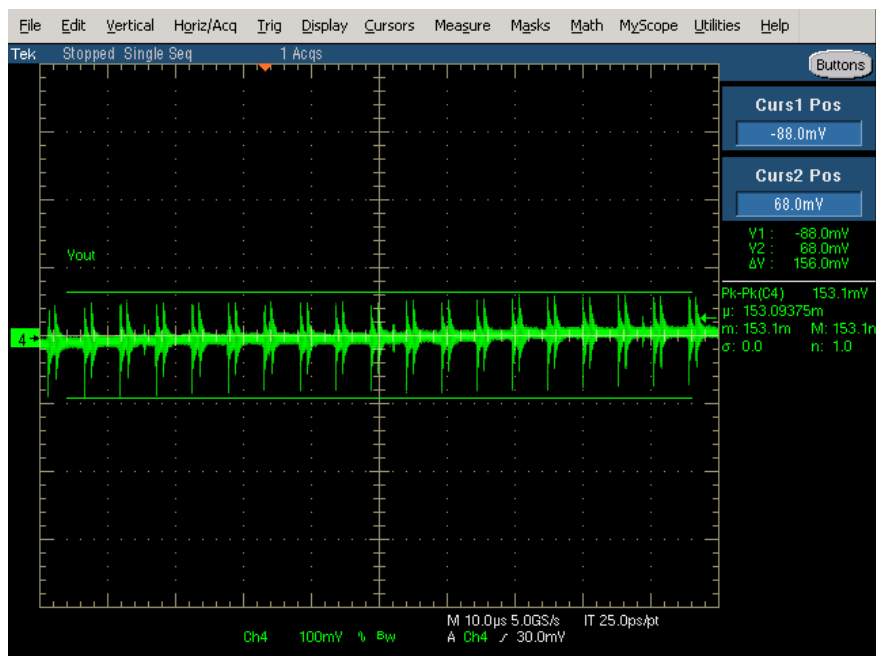 File Edit Vertical Horiz/Acq Trig Display Cursors Measure Masks Math MyScope Utilities Help
Tek Stopped Single Seq 1 Acqs
Buttons
Curs1 Pos
-88.0mV
Curs2 Pos
68.0mV
V1 : -88.0mV
V2 : 68.0mV
ΔV : 156.0mV
Vout
Pk-Pk(C4) 153.1mV
µ: 153.09375m
m: 153.1m M: 153.1m
σ: 0.0 n: 1.0
4
M 10.0µs 5.0GS/s IT 25.0ps/pt
Ch4 100mV ∿ Bw A Ch4 ∕ 30.0mV